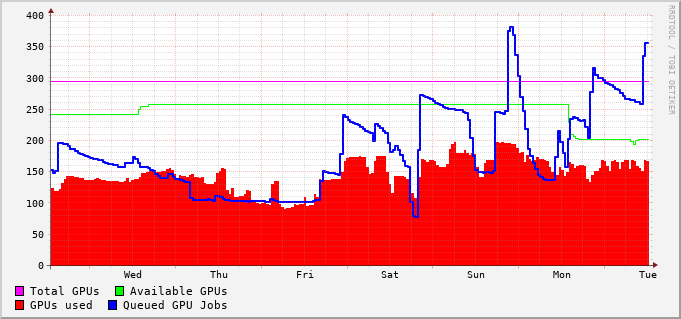 400
350
300
250
200
150
100
50
0
Wed Thu Fri Sat Sun Mon Tue
Total GPUs Available GPUs
GPUs used Queued GPU Jobs
RRDTOOL / TOBI OETIKER